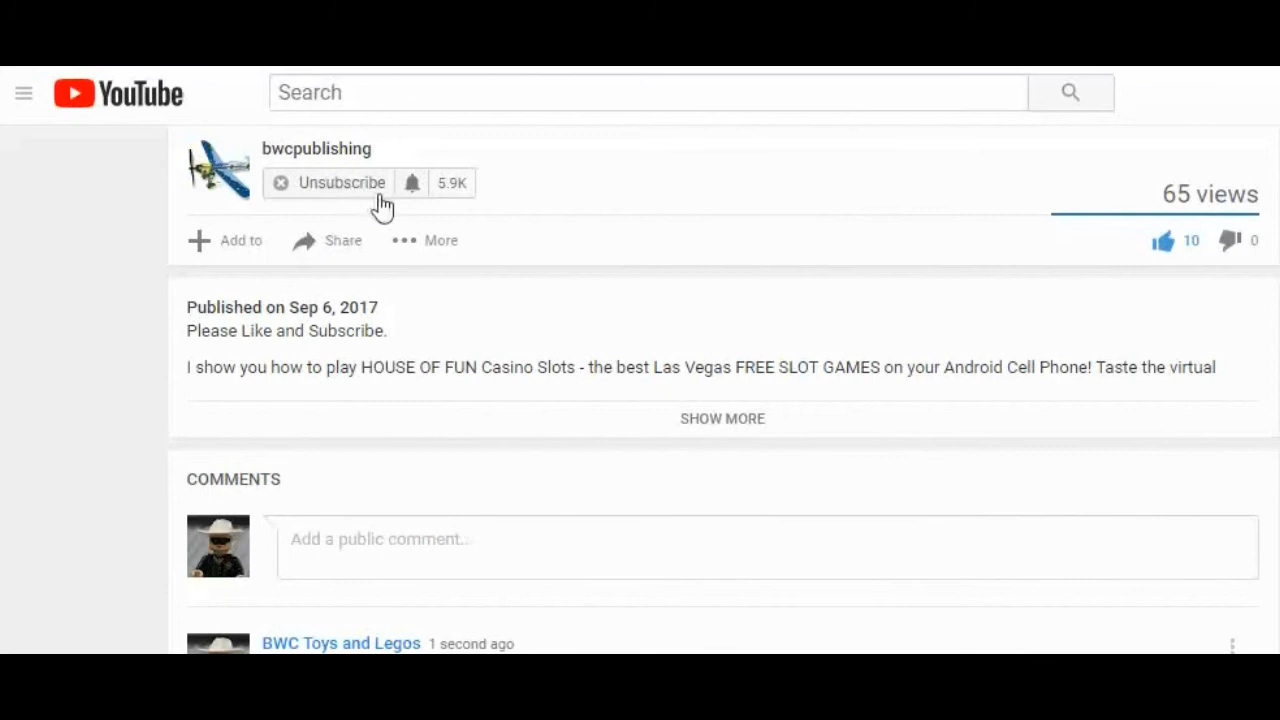 YouTube
Search
bwcpublishing
Unsubscribe 5.9K
65 views
Add to Share More
10 0
Published on Sep 6, 2017
Please Like and Subscribe.
I show you how to play HOUSE OF FUN Casino Slots - the best Las Vegas FREE SLOT GAMES on your Android Cell Phone! Taste the virtual
SHOW MORE
COMMENTS
Add a public comment...
BWC Toys and Legos 1 second ago